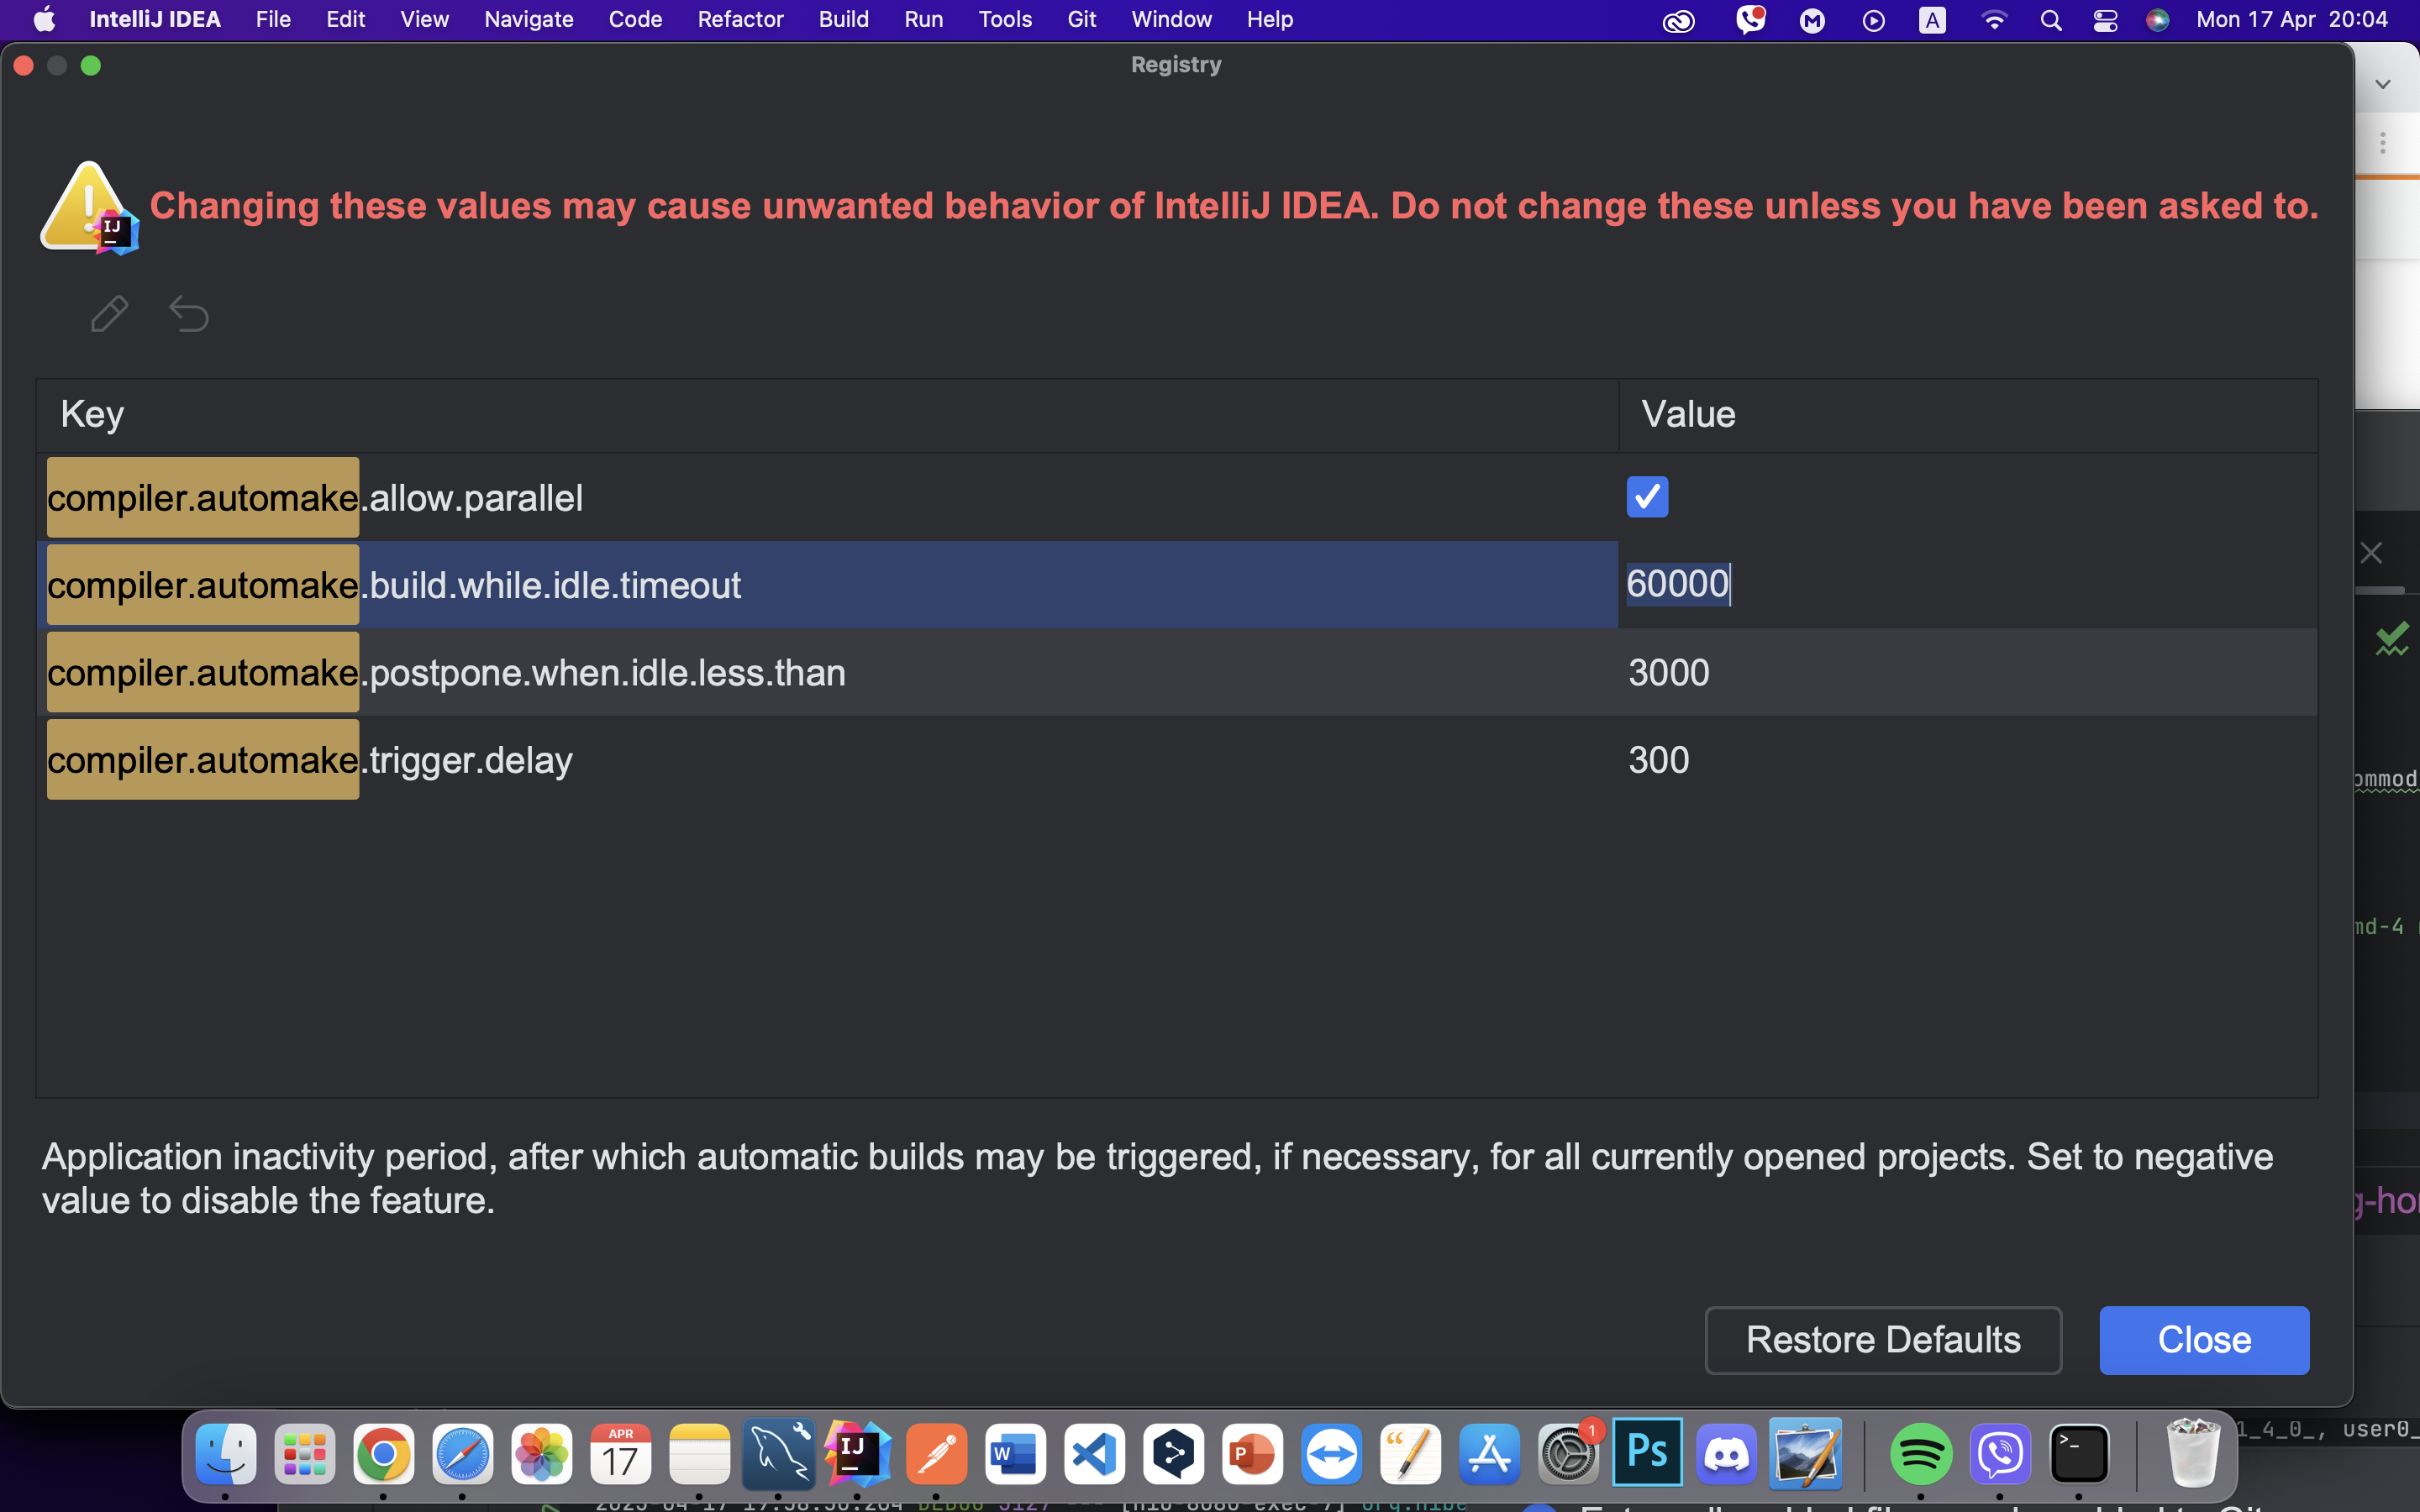 IntelliJ IDEA File Edit View Navigate Code Refactor Build Run Tools Git Window Help A Mon 17 Apr 20:04
Registry
Changing these values may cause unwanted behavior of IntelliJ IDEA. Do not change these unless you have been asked to.
IJ
Key Value
compiler.automake.allow.parallel
compiler.automake.build.while.idle.timeout 60000
compiler.automake.postpone.when.idle.less.than 3000
compiler.automake.trigger.delay 300
ommod
md-4
Application inactivity period, after which automatic builds may be triggered, if necessary, for all currently opened projects. Set to negative
value to disable the feature.
g-hor
Restore Defaults Close
1_4_0_, user0_
APR
17
IJ
W
P
1
Ps